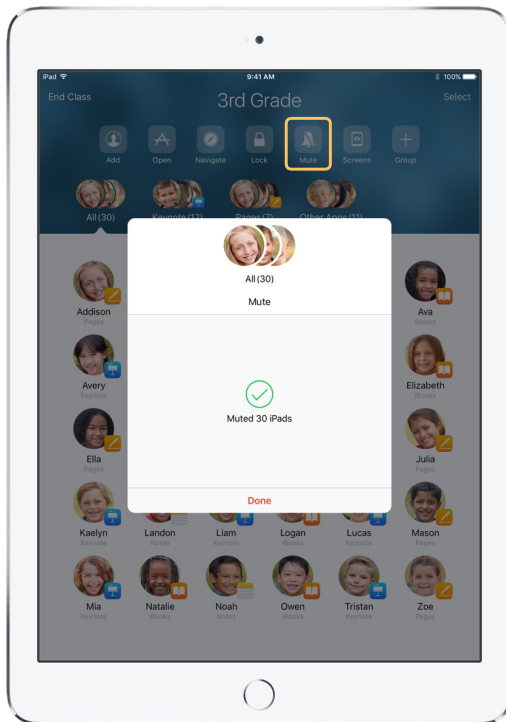 iPad 9:41 AM 100%
End Class 3rd Grade Select
Add Open Navigate Lock Mute Screens Group
All (30) Keynote (12) Pages (7) Other Apps (11)
All (30)
Mute
Addison Ava
Pages iBooks
Avery Elizabeth
Keynote iBooks
Muted 30 iPads
Ella Julia
Pages Pages
Done
Kaelyn Landon Liam Logan Lucas Mason
Keynote Notes Keynote iBooks Keynote Pages
Mia Natalie Noah Owen Tristan Zoe
Keynote iBooks Notes iBooks Keynote Pages